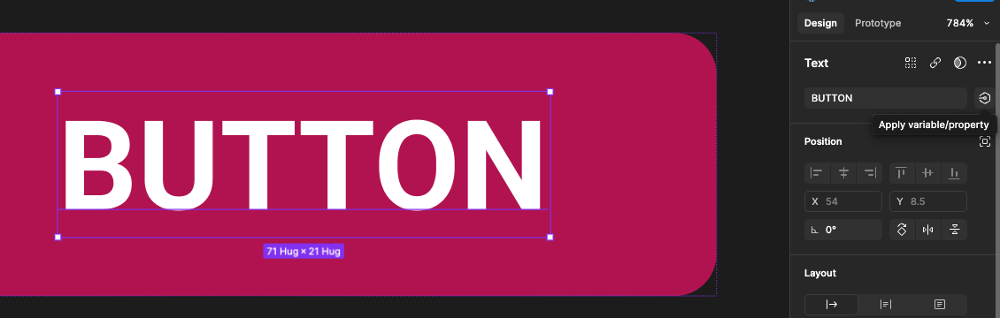 Design Prototype 784%
Text
BUTTON
Apply variable/property
Position
X 54 Y 8.5
0°
Layout
BUTTON
71 Hug × 21 Hug